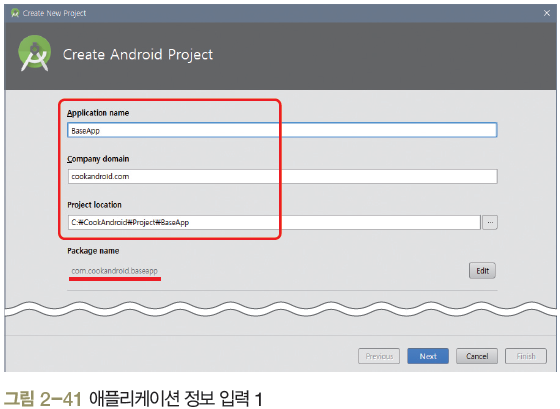 Create New Project
Create Android Project
Application name
BaseApp
Company domain
cookandroid.com
Project location
C:₩CookAndroid₩Project₩BaseApp
...
Package name
com.cookandroid.baseapp
Edit
Previous Next Cancel Finish
그림 2-41 애플리케이션 정보 입력 1